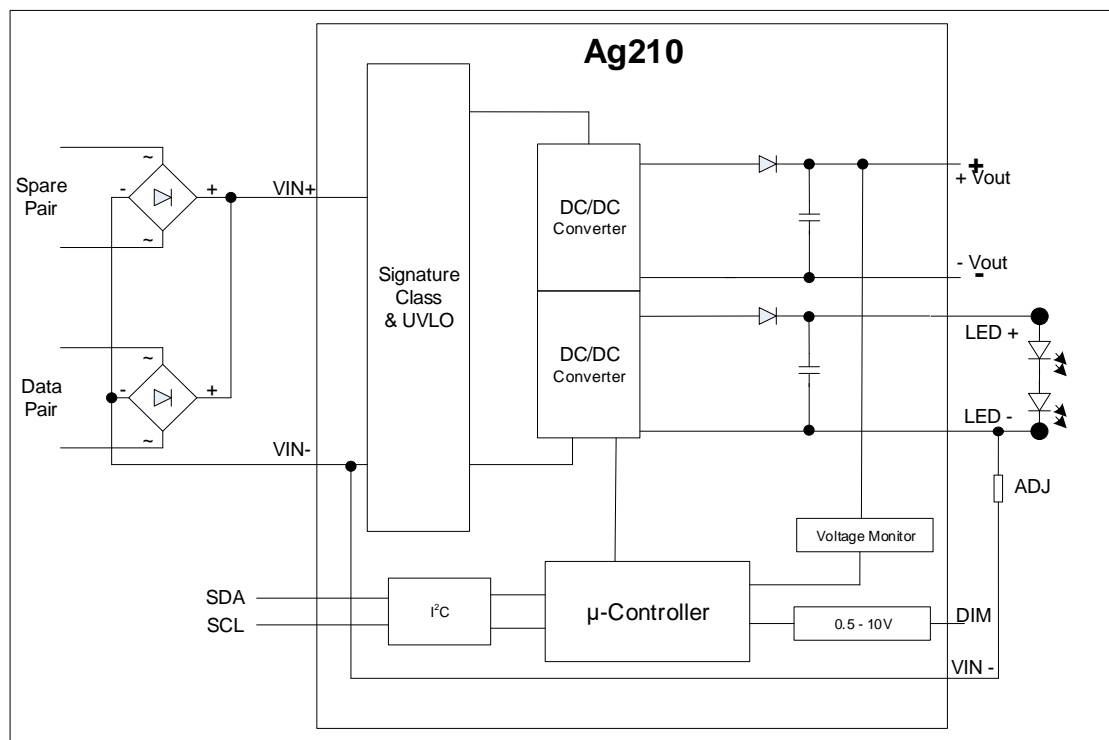 Ag210
~
Spare
Pair
-
+
VIN+
~
Signature
Class
& UVLO
DC/DC
Converter
+
+ Vout
- Vout
-
DC/DC
Converter
LED +
LED -
~
Data
Pair
-
+
~
VIN-
ADJ
Voltage Monitor
SDA
SCL
I²C
µ-Controller
0.5 - 10V
DIM
VIN -